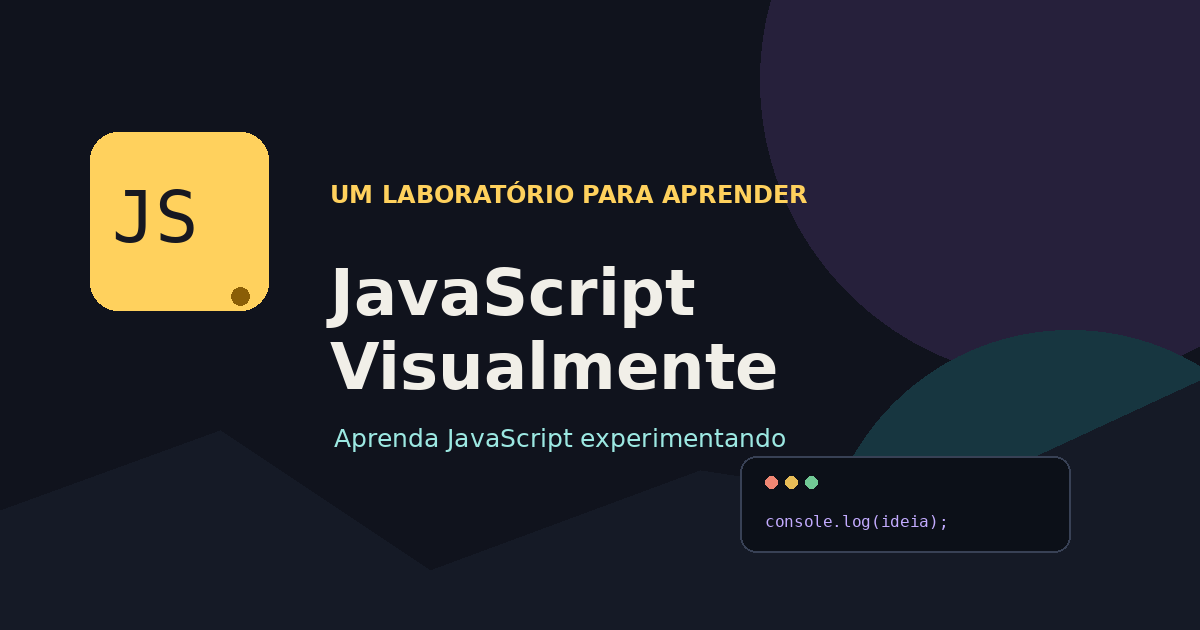 JS
UM LABORATÓRIO PARA APRENDER
JavaScript
Visualmente
Aprenda JavaScript experimentando
console.log(ideia);